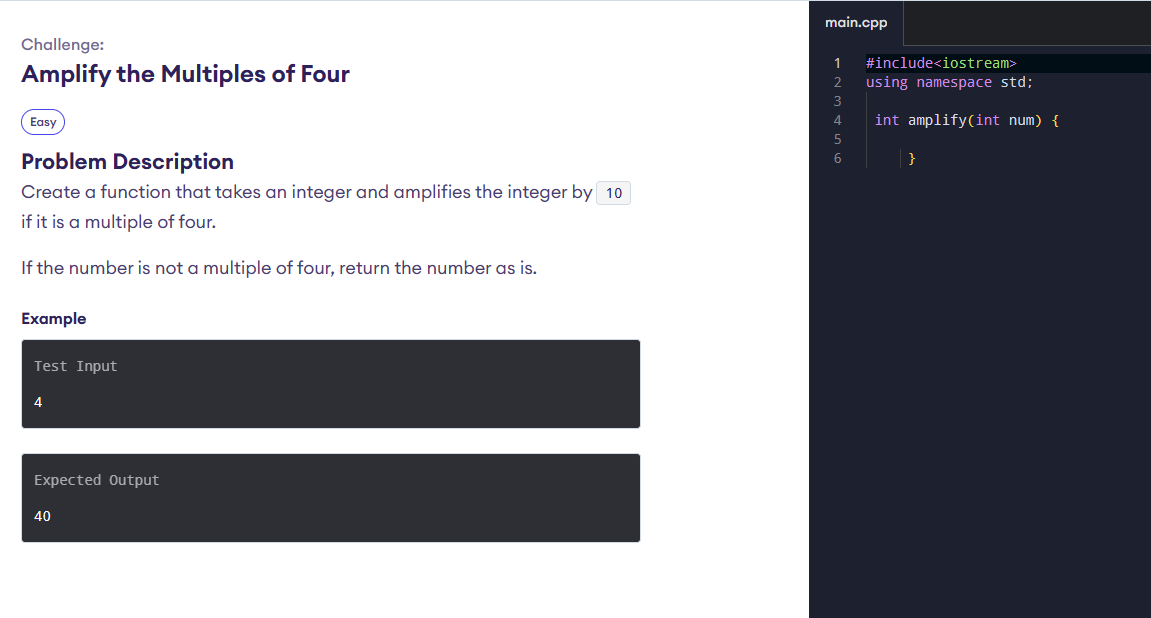 Challenge:
Amplify the Multiples of Four
Easy
Problem Description
Create a function that takes an integer and amplifies the integer by 10
if it is a multiple of four.
If the number is not a multiple of four, return the number as is.
Example
Test Input
4
Expected Output
40
main.cpp
1 #include<iostream>
2 using namespace std;
3
4 int amplify(int num) {
5
6 }